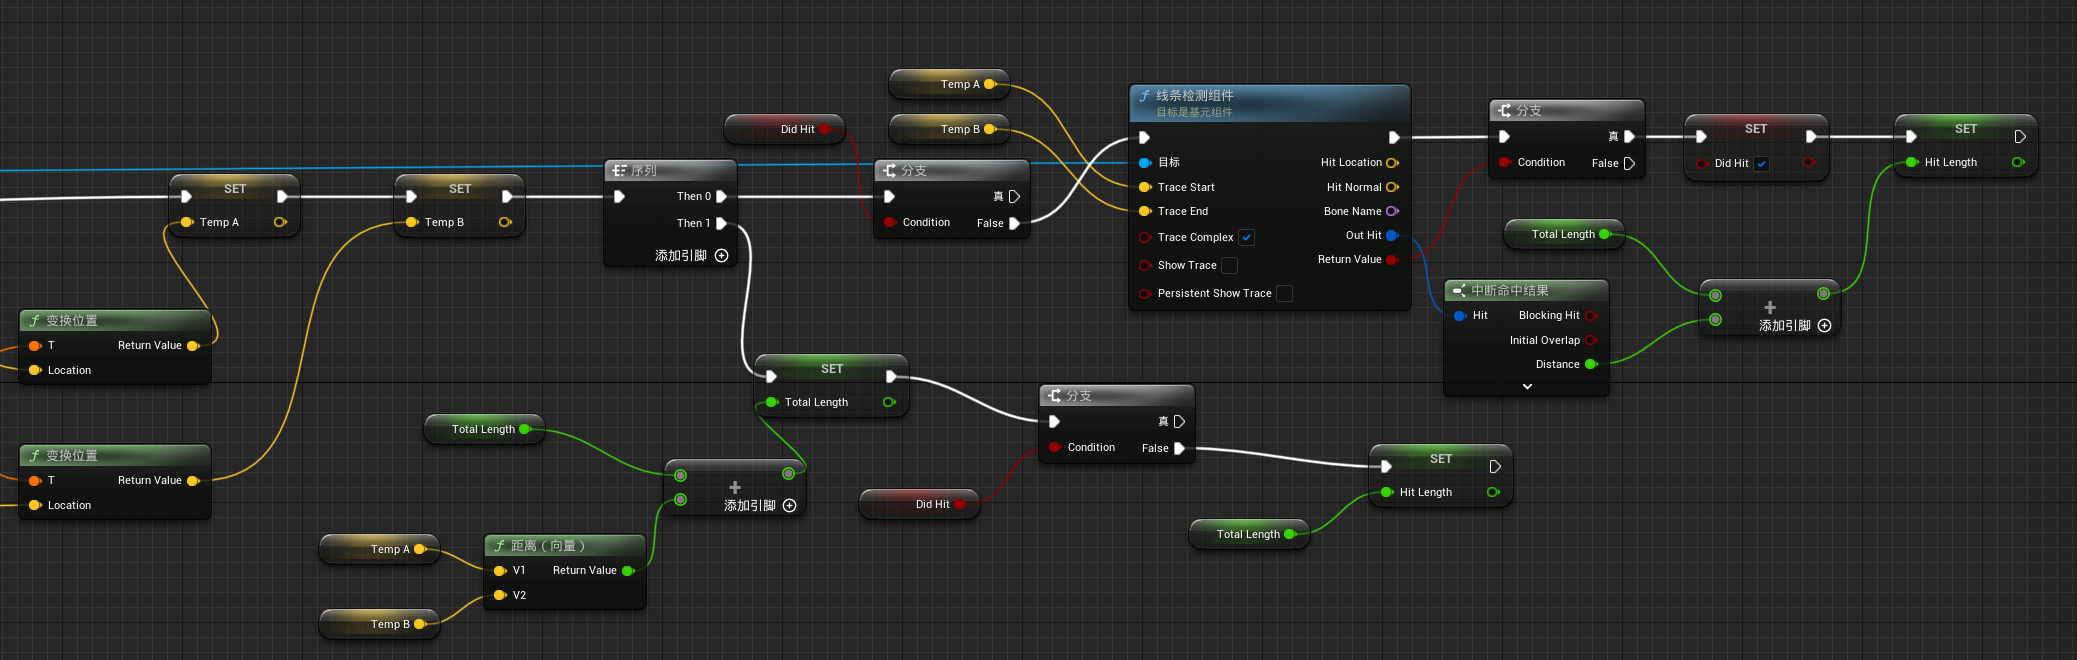 Temp A
Temp B
Did Hit
线条检测组件
目标是基元组件
目标
Trace Start
Trace End
Trace Complex
Show Trace
Persistent Show Trace
Hit Location
Hit Normal
Bone Name
Out Hit
Return Value
分支
真
Condition
False
SET
Did Hit
SET
Hit Length
SET
Temp A
SET
Temp B
序列
Then 0
Then 1
添加引脚
分支
真
Condition
False
Total Length
中断命中结果
Hit
Blocking Hit
Initial Overlap
Distance
添加引脚
变换位置
T
Return Value
Location
SET
Total Length
分支
真
Condition
False
Total Length
添加引脚
变换位置
T
Return Value
Location
Did Hit
SET
Hit Length
Total Length
Temp A
Temp B
距离（向量）
V1
Return Value
V2